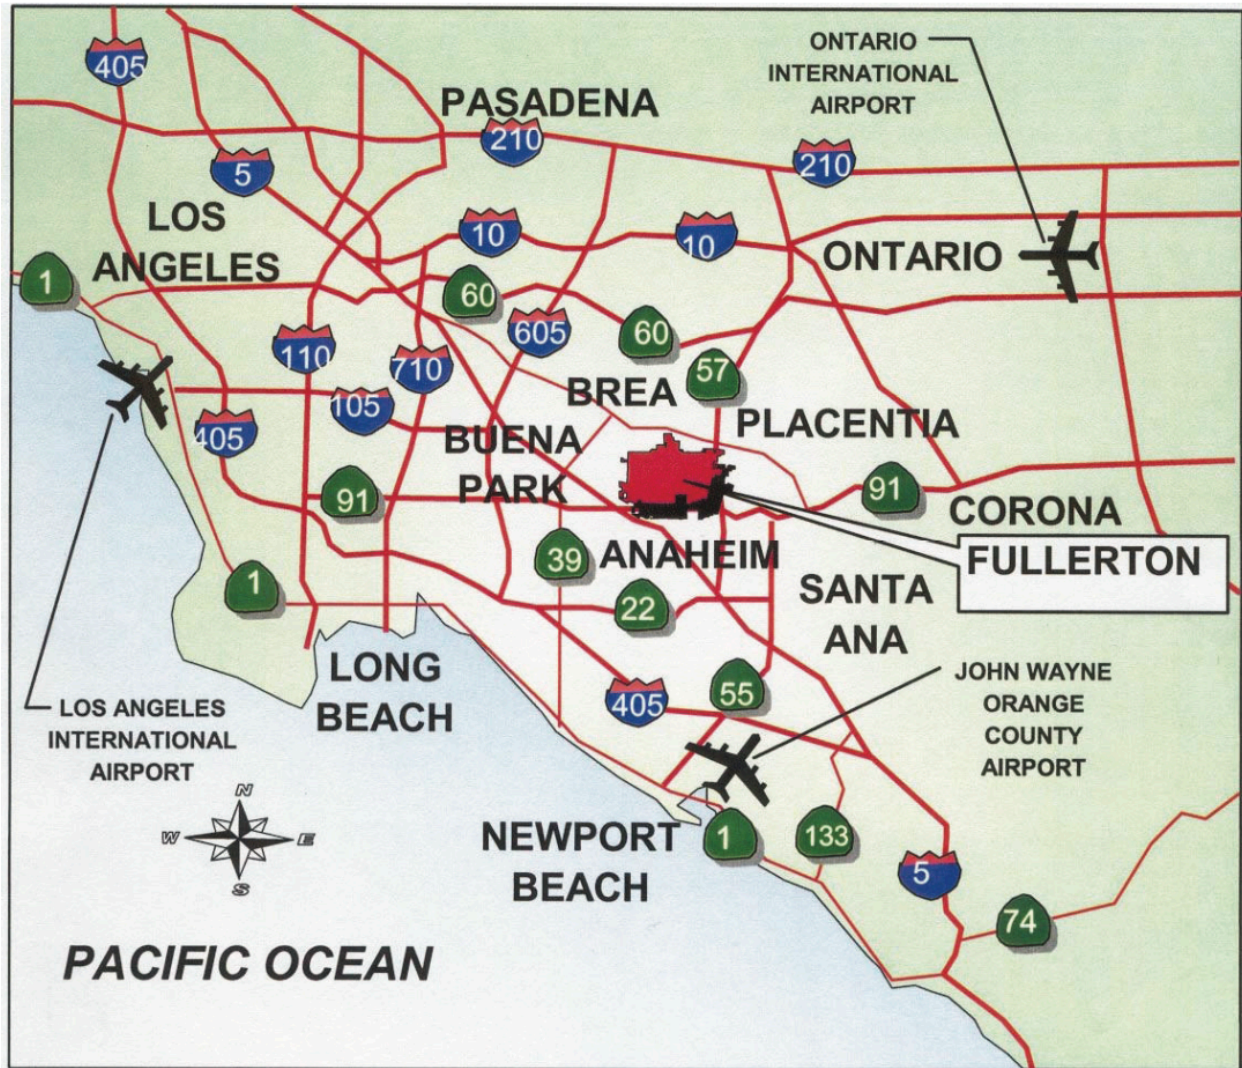 405
ONTARIO
INTERNATIONAL
AIRPORT
PASADENA
210
210
5
LOS
ANGELES
10
10
ONTARIO
1
60
605
60
110
710
57
BREA
105
405
PLACENTIA
BUENA
PARK
91
91
CORONA
39
ANAHEIM
FULLERTON
1
22
SANTA
ANA
LONG
BEACH
55
405
JOHN WAYNE
ORANGE
COUNTY
AIRPORT
LOS ANGELES
INTERNATIONAL
AIRPORT
N
W
E
S
NEWPORT
BEACH
1
133
5
74
PACIFIC OCEAN